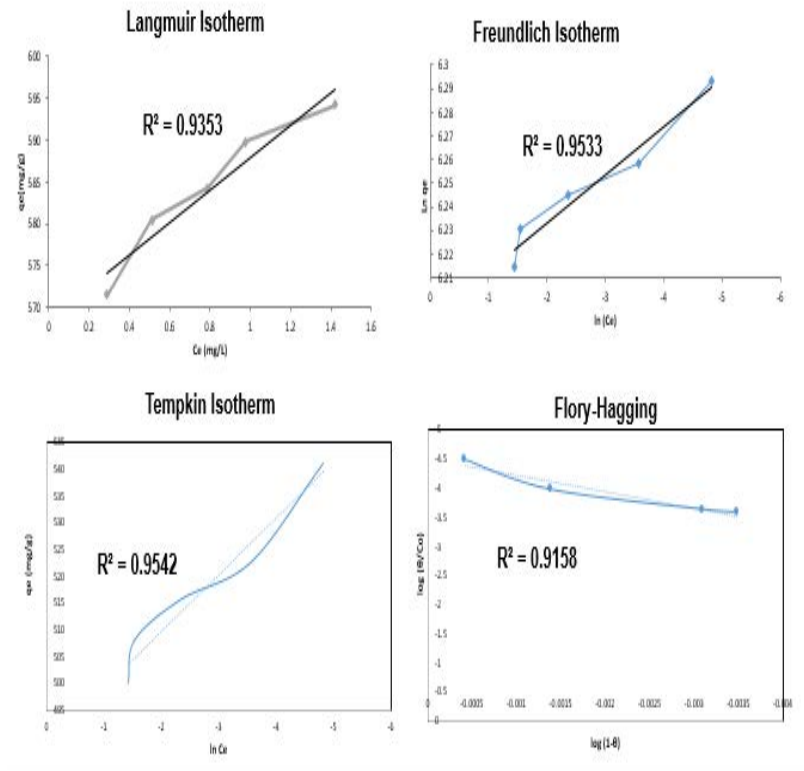 Langmuir Isotherm
600
595
590
585
580
575
570
qe(mg/g)
R² = 0.9353
0 0.2 0.4 0.6 0.8 1 1.2 1.4 1.6
Ce (mg/L)
Freundlich Isotherm
6.3
6.29
6.28
6.27
6.26
6.25
6.24
6.23
6.22
6.21
Ln qe
R² = 0.9533
0 -1 -2 -3 -4 -5 -6
ln (Ce)
Tempkin Isotherm
540
535
530
525
520
515
510
505
500
495
qe (mg/g)
R² = 0.9542
-1 -2 -3 -4 -5
ln Ce
Flory-Hagging
-4.5
-4
-3.5
-3
-2.5
-2
-1.5
-1
-0.5
0
log (θ/Co)
R² = 0.9158
0 -0.0005 -0.001 -0.0015 -0.002 -0.0025 -0.003 -0.0035 -0.004
log (1-θ)